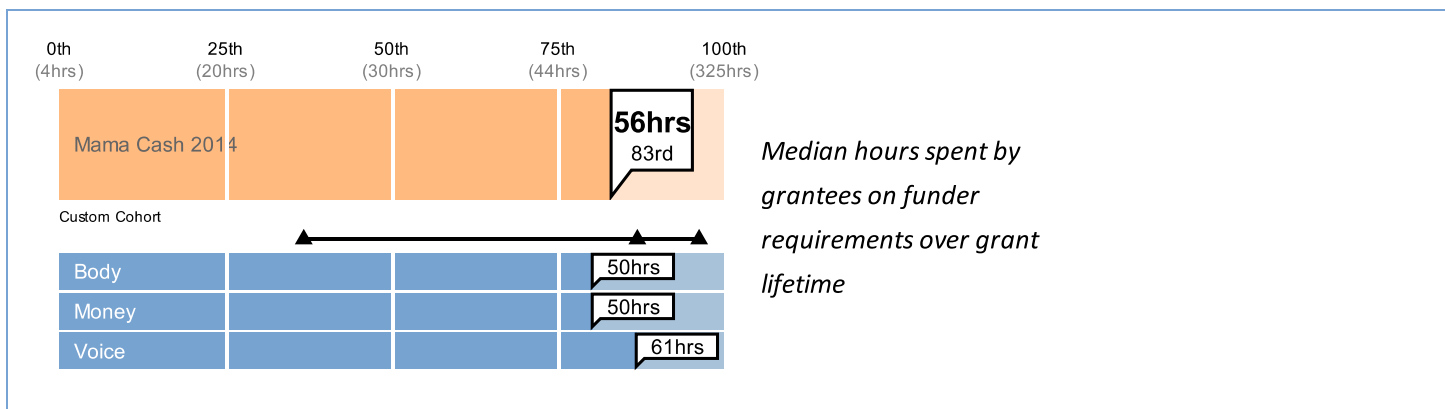 0th 25th 50th 75th 100th
(4hrs) (20hrs) (30hrs) (44hrs) (325hrs)
Mama Cash 2014
56hrs
83rd
Custom Cohort
Body 50hrs
Money 50hrs
Voice 61hrs
Median hours spent by
grantees on funder
requirements over grant
lifetime